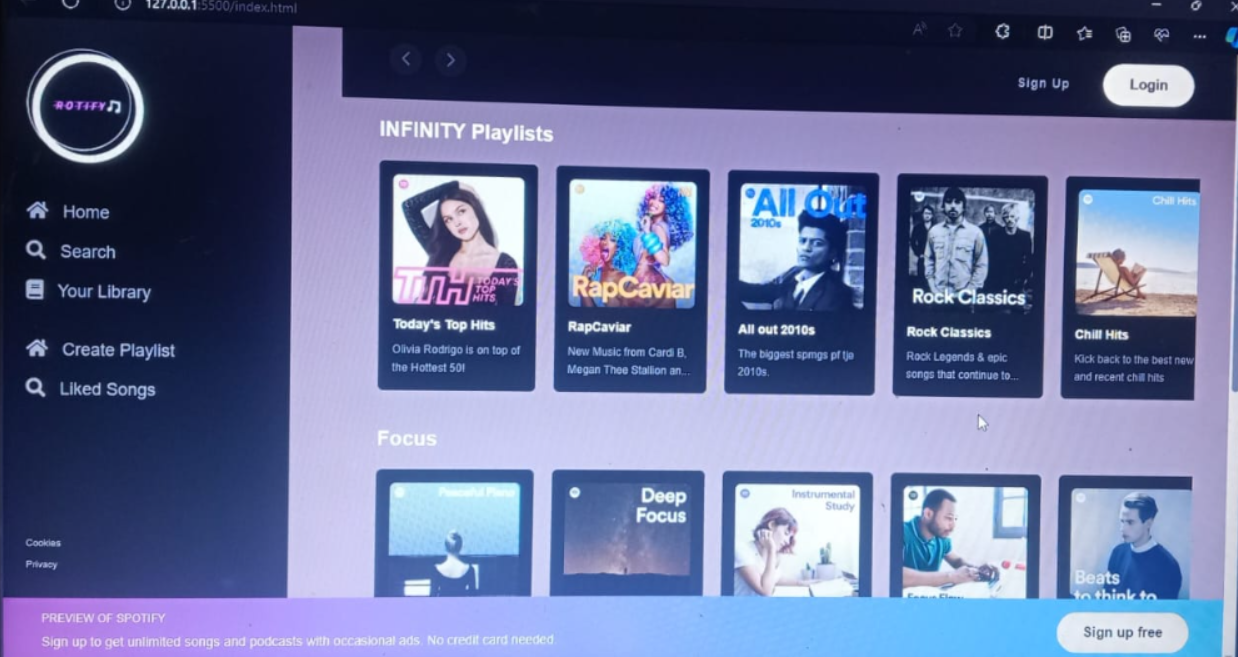 127.0.0.1:5500/index.html
ROTIFY
Sign Up
Login
Home
Search
Your Library
Create Playlist
Liked Songs
Cookies
Privacy
INFINITY Playlists
TODAY'S
TOP
HITS
Today's Top Hits
Olivia Rodrigo is on top of
the Hottest 50!
RapCaviar
RapCaviar
New Music from Cardi B,
Megan Thee Stallion an...
All Out
2010s
All out 2010s
The biggest spmgs pf tje
2010s.
Rock Classics
Rock Classics
Rock Legends & epic
songs that continue to...
Chill Hits
Chill Hits
Kick back to the best new
and recent chill hits
Focus
Peaceful Piano
Deep
Focus
Instrumental
Study
Focus Flow
Beats
to think to
PREVIEW OF SPOTIFY
Sign up to get unlimited songs and podcasts with occasional ads. No credit card needed.
Sign up free